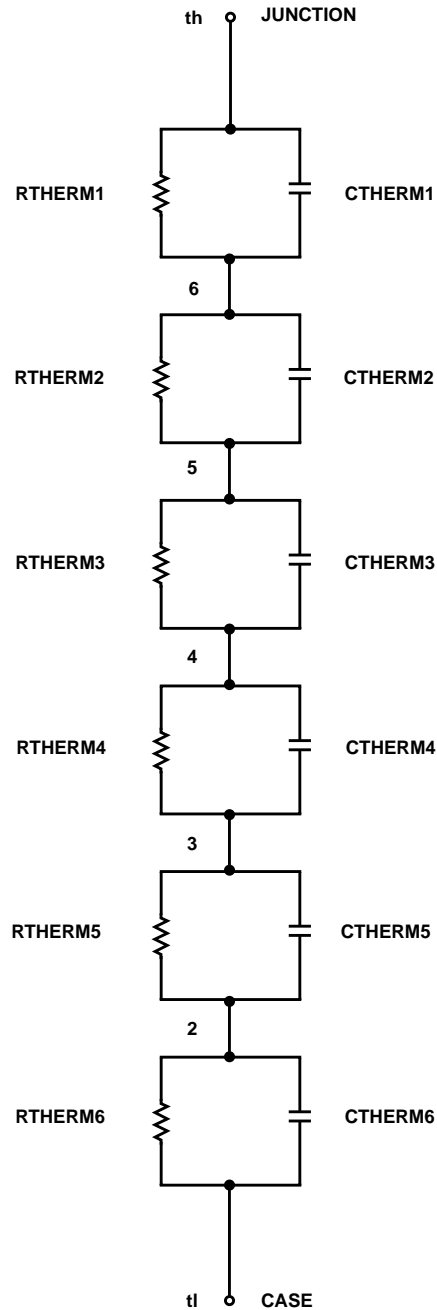 th JUNCTION
RTHERM1 CTHERM1
6
RTHERM2 CTHERM2
5
RTHERM3 CTHERM3
4
RTHERM4 CTHERM4
3
RTHERM5 CTHERM5
2
RTHERM6 CTHERM6
tl CASE